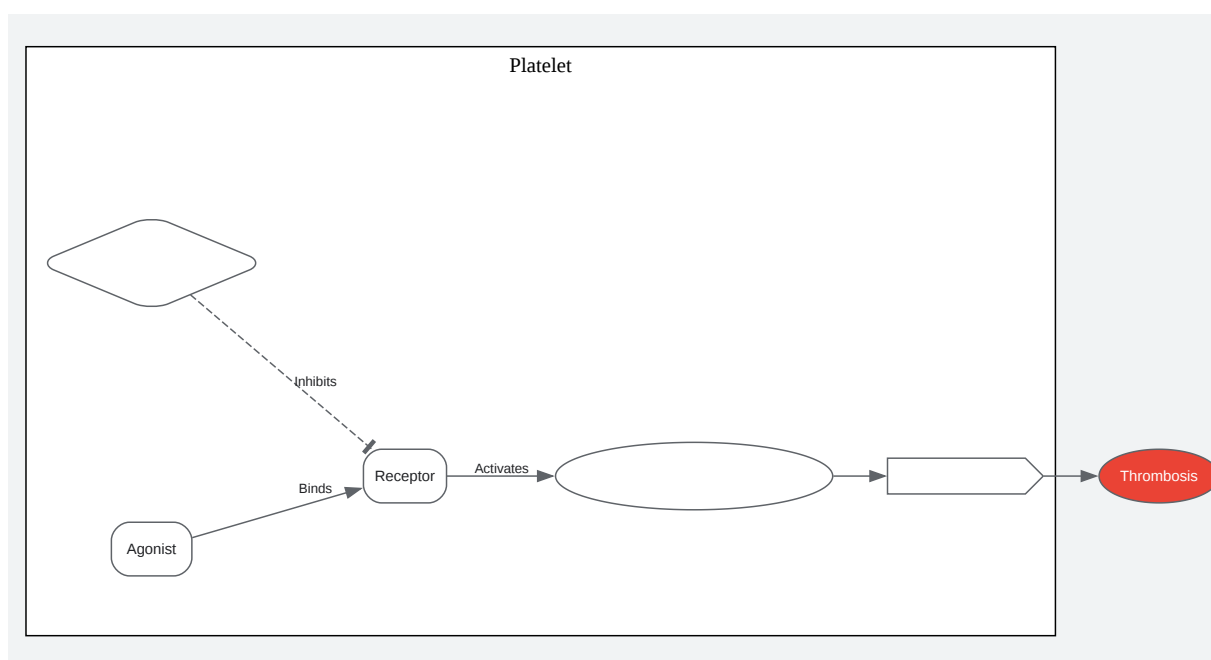 Platelet
Inhibits
Receptor
Activates
Thrombosis
Binds
Agonist